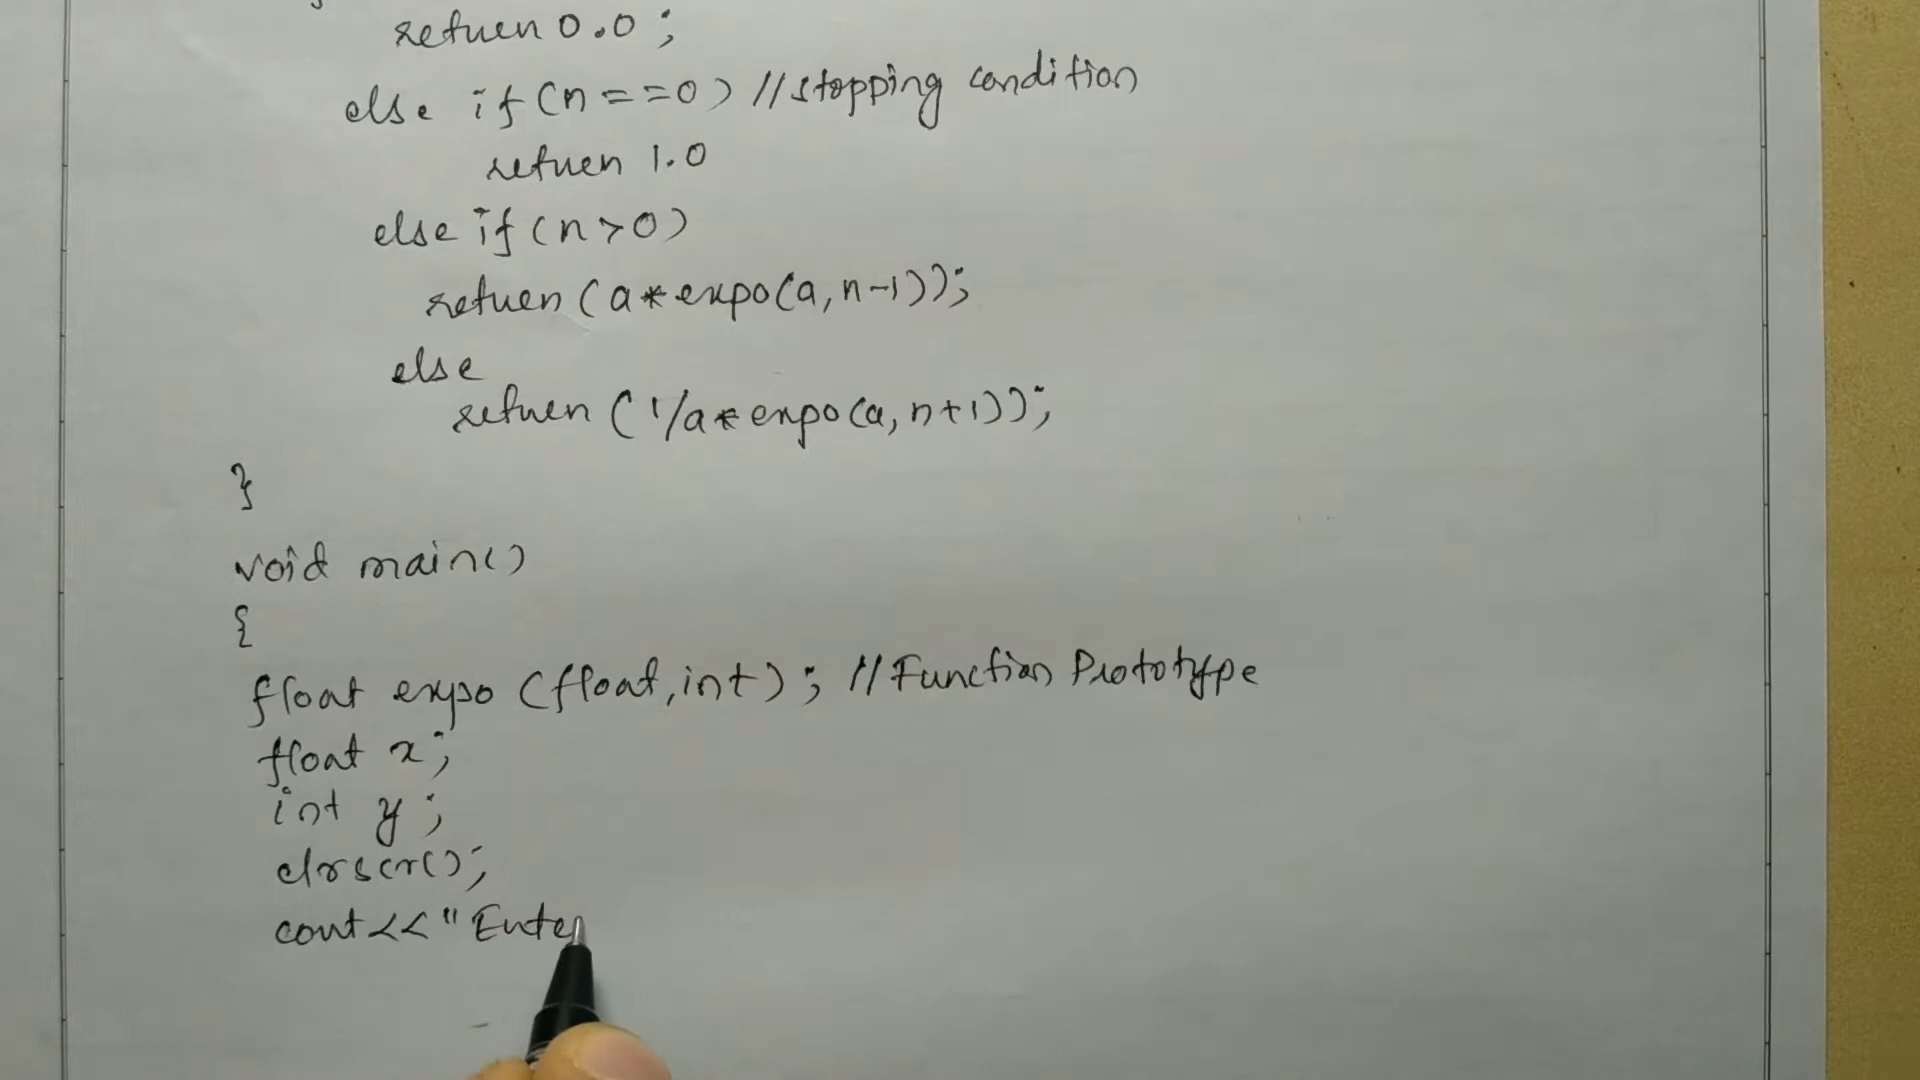 return 0.0;
else if(n==0) //stopping condition
return 1.0
else if(n>0)
return(a*expo(a,n-1));
else
return(1/a*expo(a,n+1));
}
void main()
{
float expo(float,int); //Function Prototype
float x;
int y;
clrscr();
cout<<"Enter